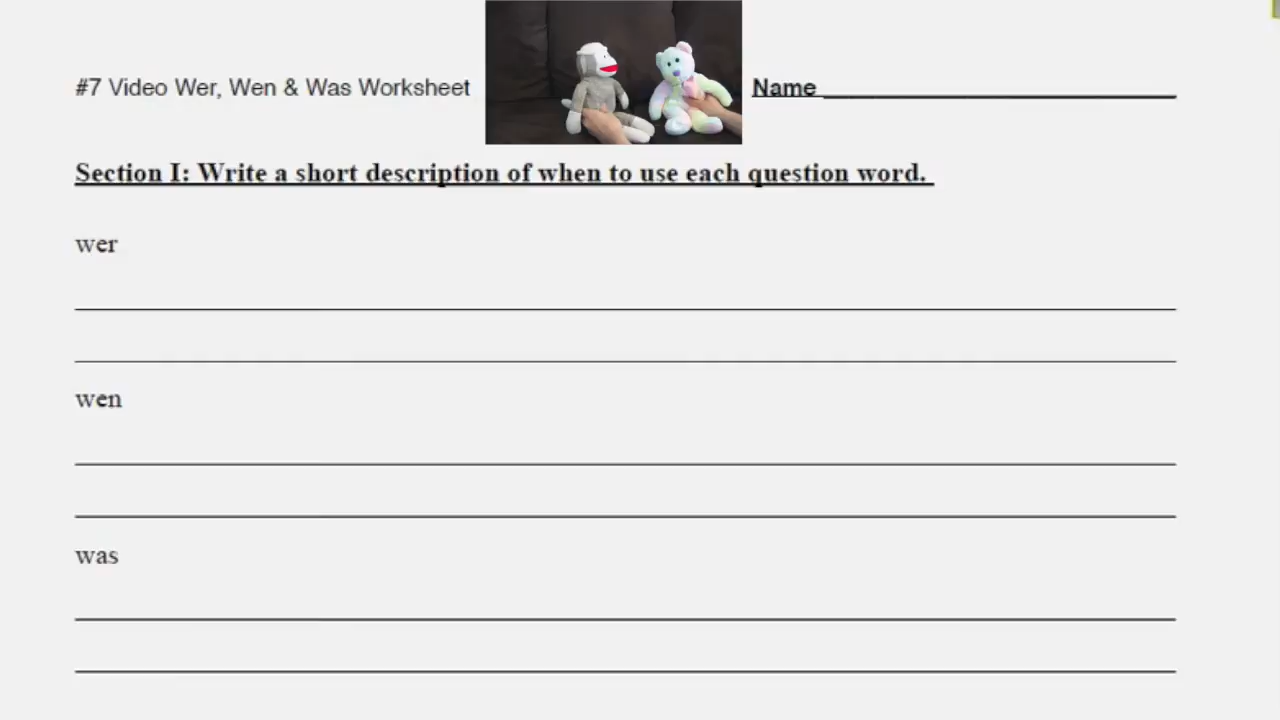 #7 Video Wer, Wen & Was Worksheet
Name
Section I: Write a short description of when to use each question word.
wer
wen
was